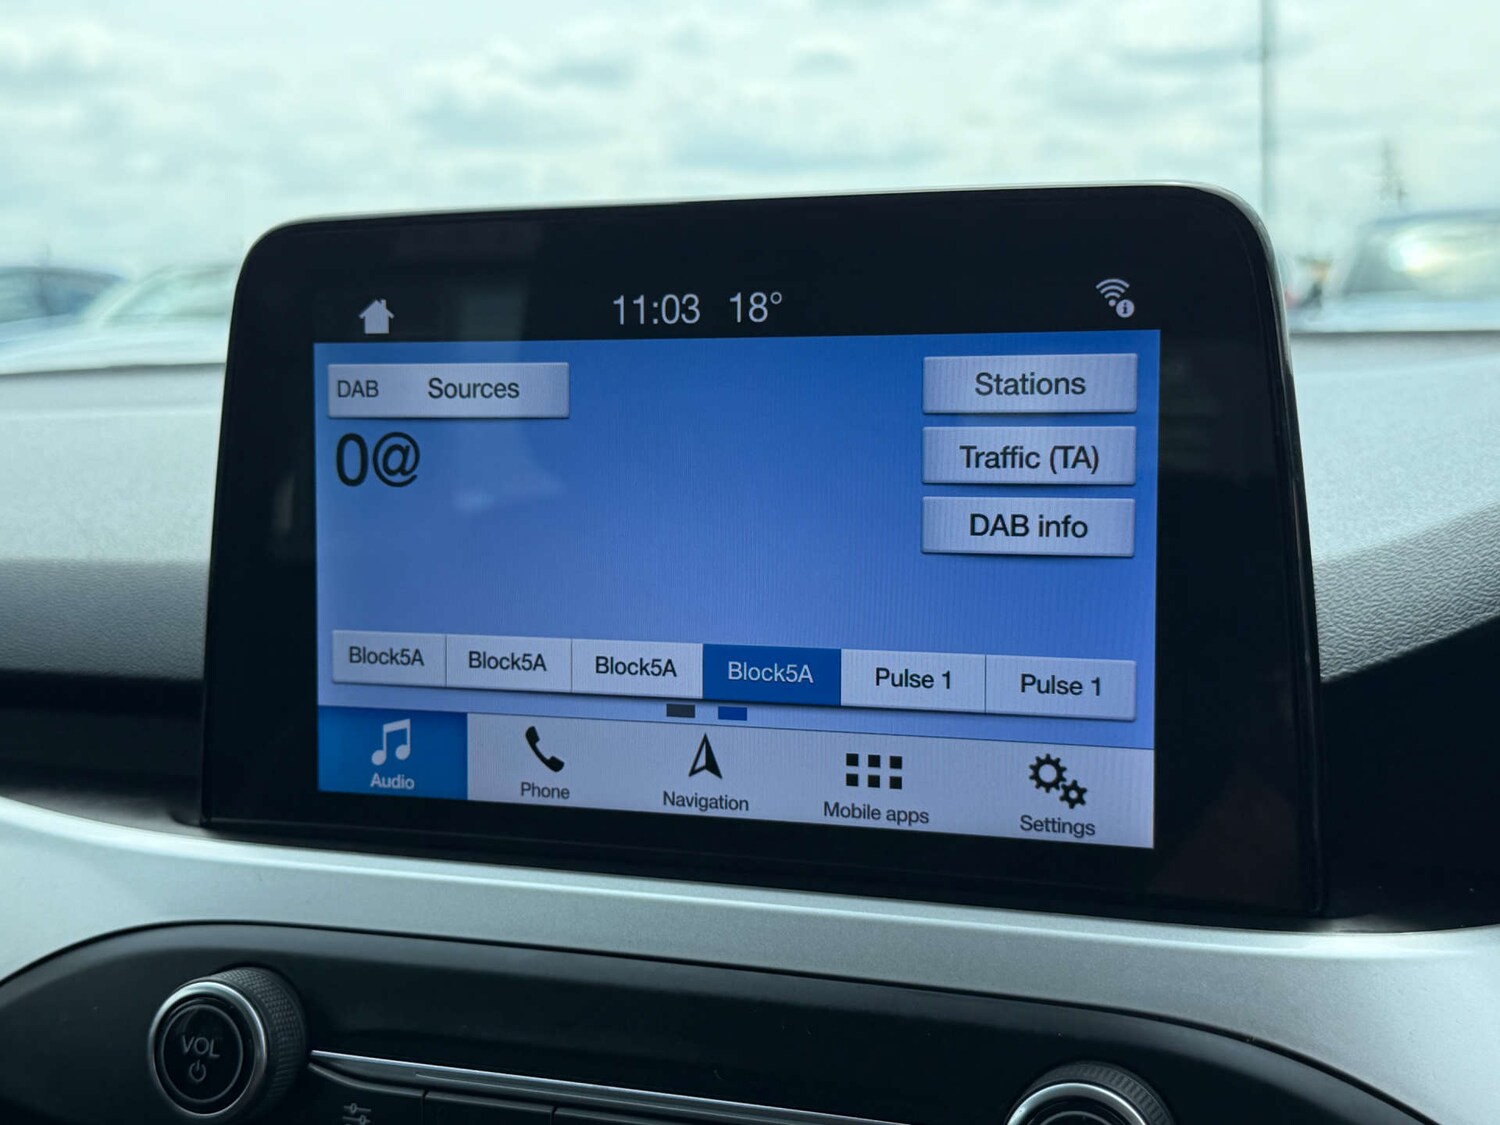 11:03 18°
DAB Sources
Stations
0@
Traffic (TA)
DAB info
Block5A Block5A Block5A Block5A Pulse 1 Pulse 1
Audio Phone Navigation Mobile apps Settings
VOL